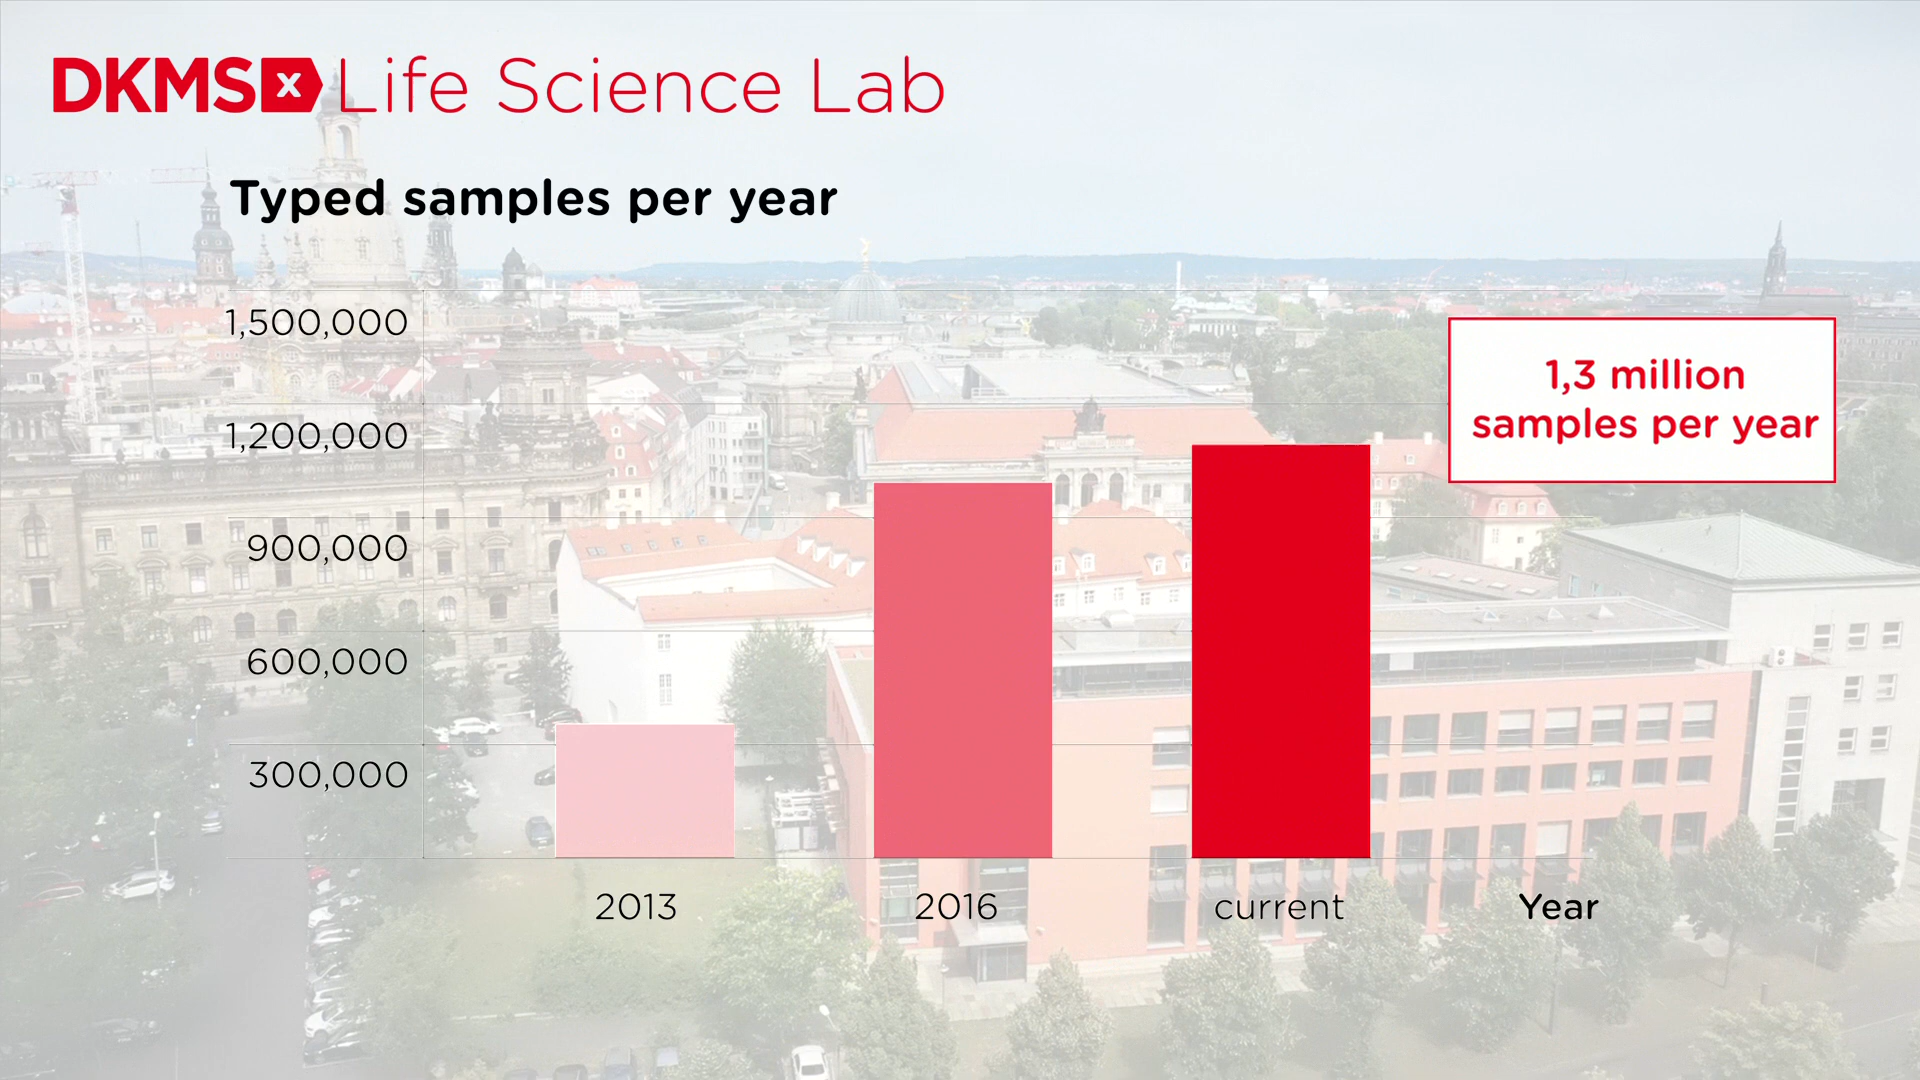 DKMS x Life Science Lab
Typed samples per year
1,500,000
1,3 million
samples per year
1,200,000
900,000
600,000
300,000
2013 2016 current Year